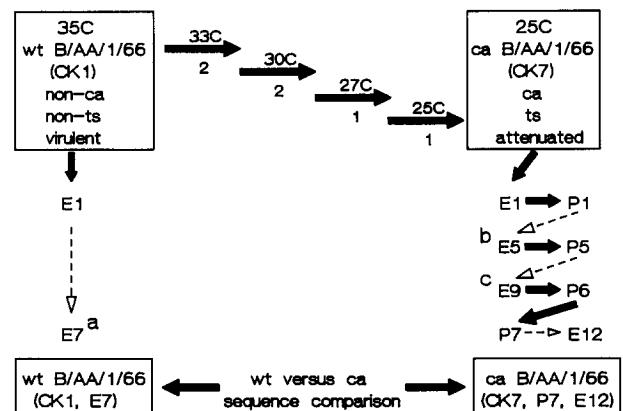 35C
wt B/AA/1/66
(CK1)
non-ca
non-ts
virulent
33C
2
30C
2
27C
1
25C
1
25C
ca B/AA/1/66
(CK7)
ca
ts
attenuated
E1
E7 a
E1 P1
b E5 P5
c E9 P6
P7 E12
wt B/AA/1/66
(CK1, E7)
wt versus ca
sequence comparison
ca B/AA/1/66
(CK7, P7, E12)